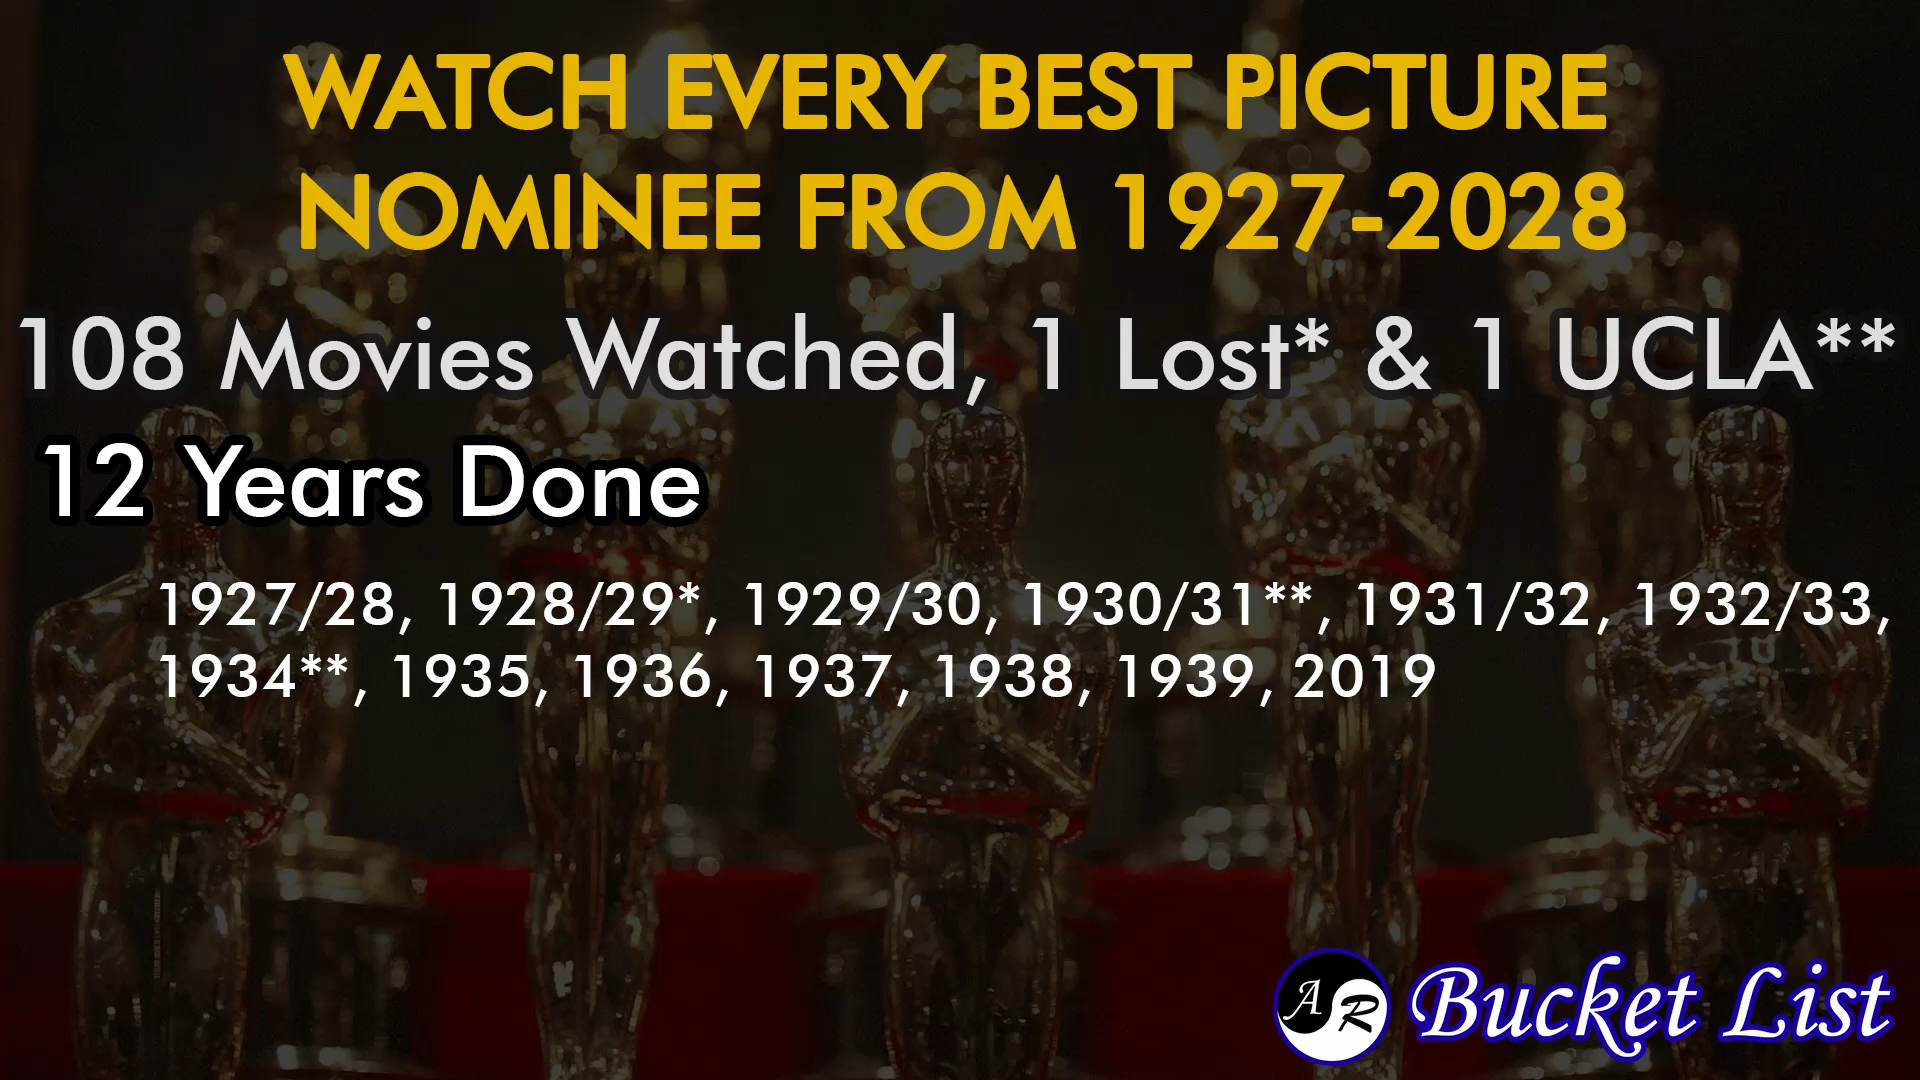 WATCH EVERY BEST PICTURE
NOMINEE FROM 1927-2028
108 Movies Watched, 1 Lost* & 1 UCLA**
12 Years Done
1927/28, 1928/29*, 1929/30, 1930/31**, 1931/32, 1932/33,
1934**, 1935, 1936, 1937, 1938, 1939, 2019
AR Bucket List